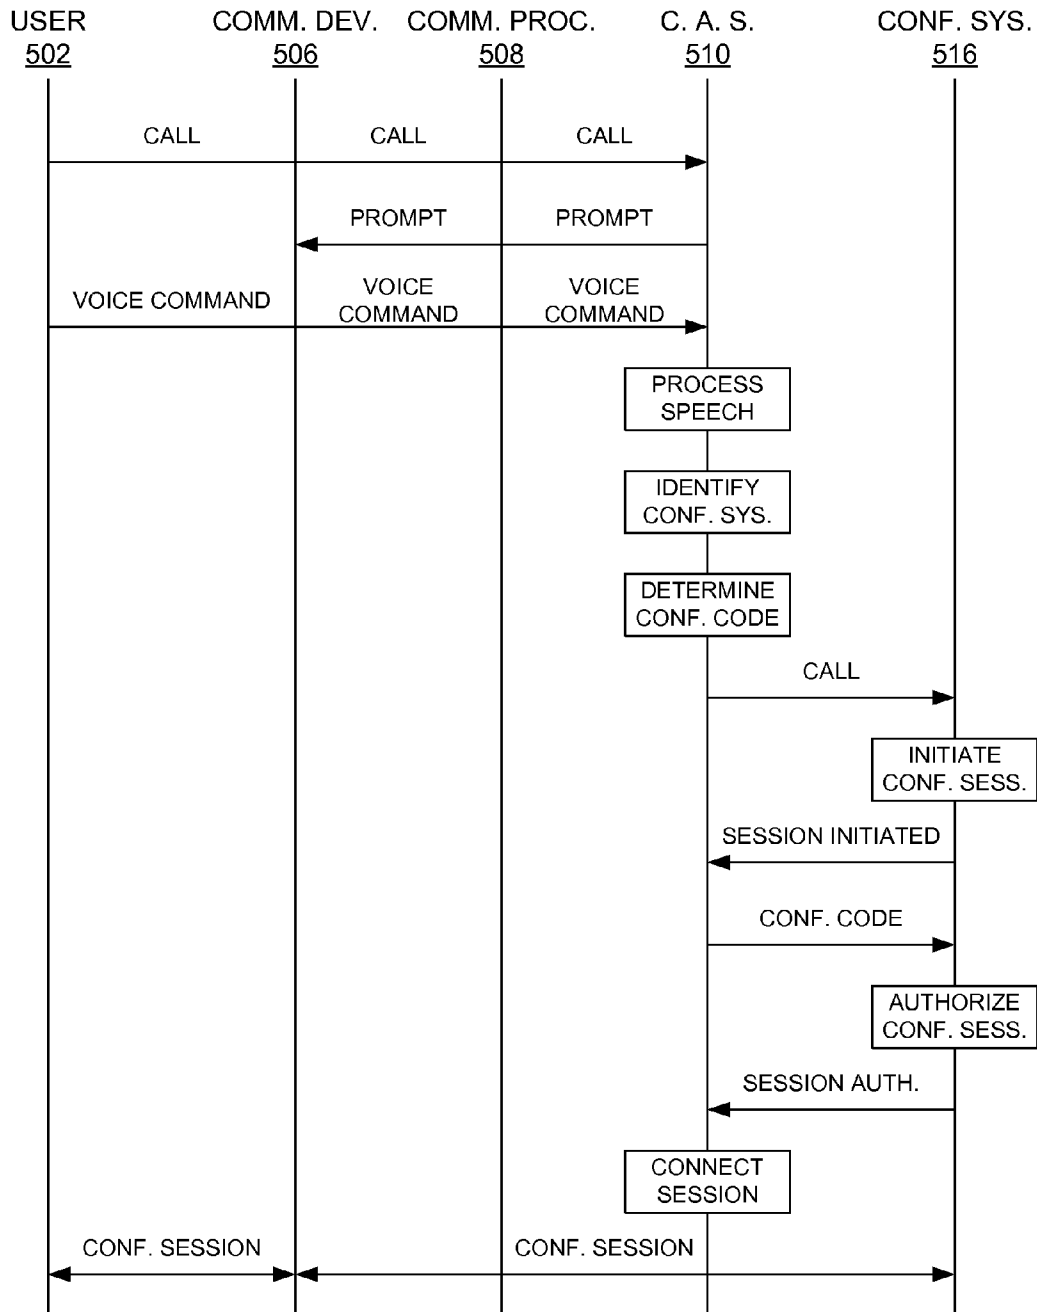 USER COMM. DEV. COMM. PROC. C. A. S. CONF. SYS.
502 506 508 510 516
CALL CALL CALL
PROMPT PROMPT
VOICE COMMAND
VOICE
COMMAND
VOICE
COMMAND
PROCESS
SPEECH
IDENTIFY
CONF. SYS.
DETERMINE
CONF. CODE
CALL
INITIATE
CONF. SESS.
SESSION INITIATED
CONF. CODE
AUTHORIZE
CONF. SESS.
SESSION AUTH.
CONNECT
SESSION
CONF. SESSION CONF. SESSION